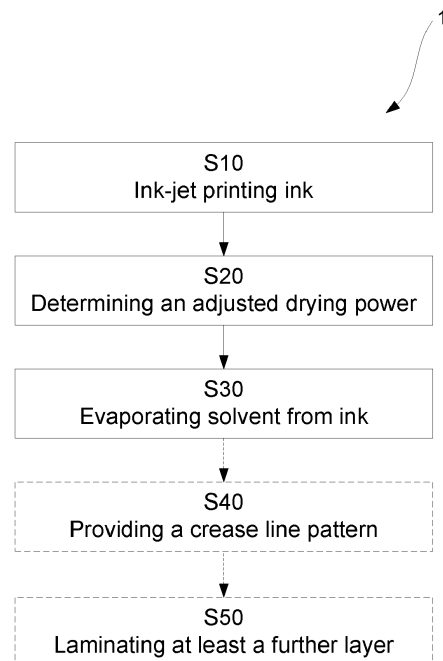 1
S10
Ink-jet printing ink
S20
Determining an adjusted drying power
S30
Evaporating solvent from ink
S40
Providing a crease line pattern
S50
Laminating at least a further layer